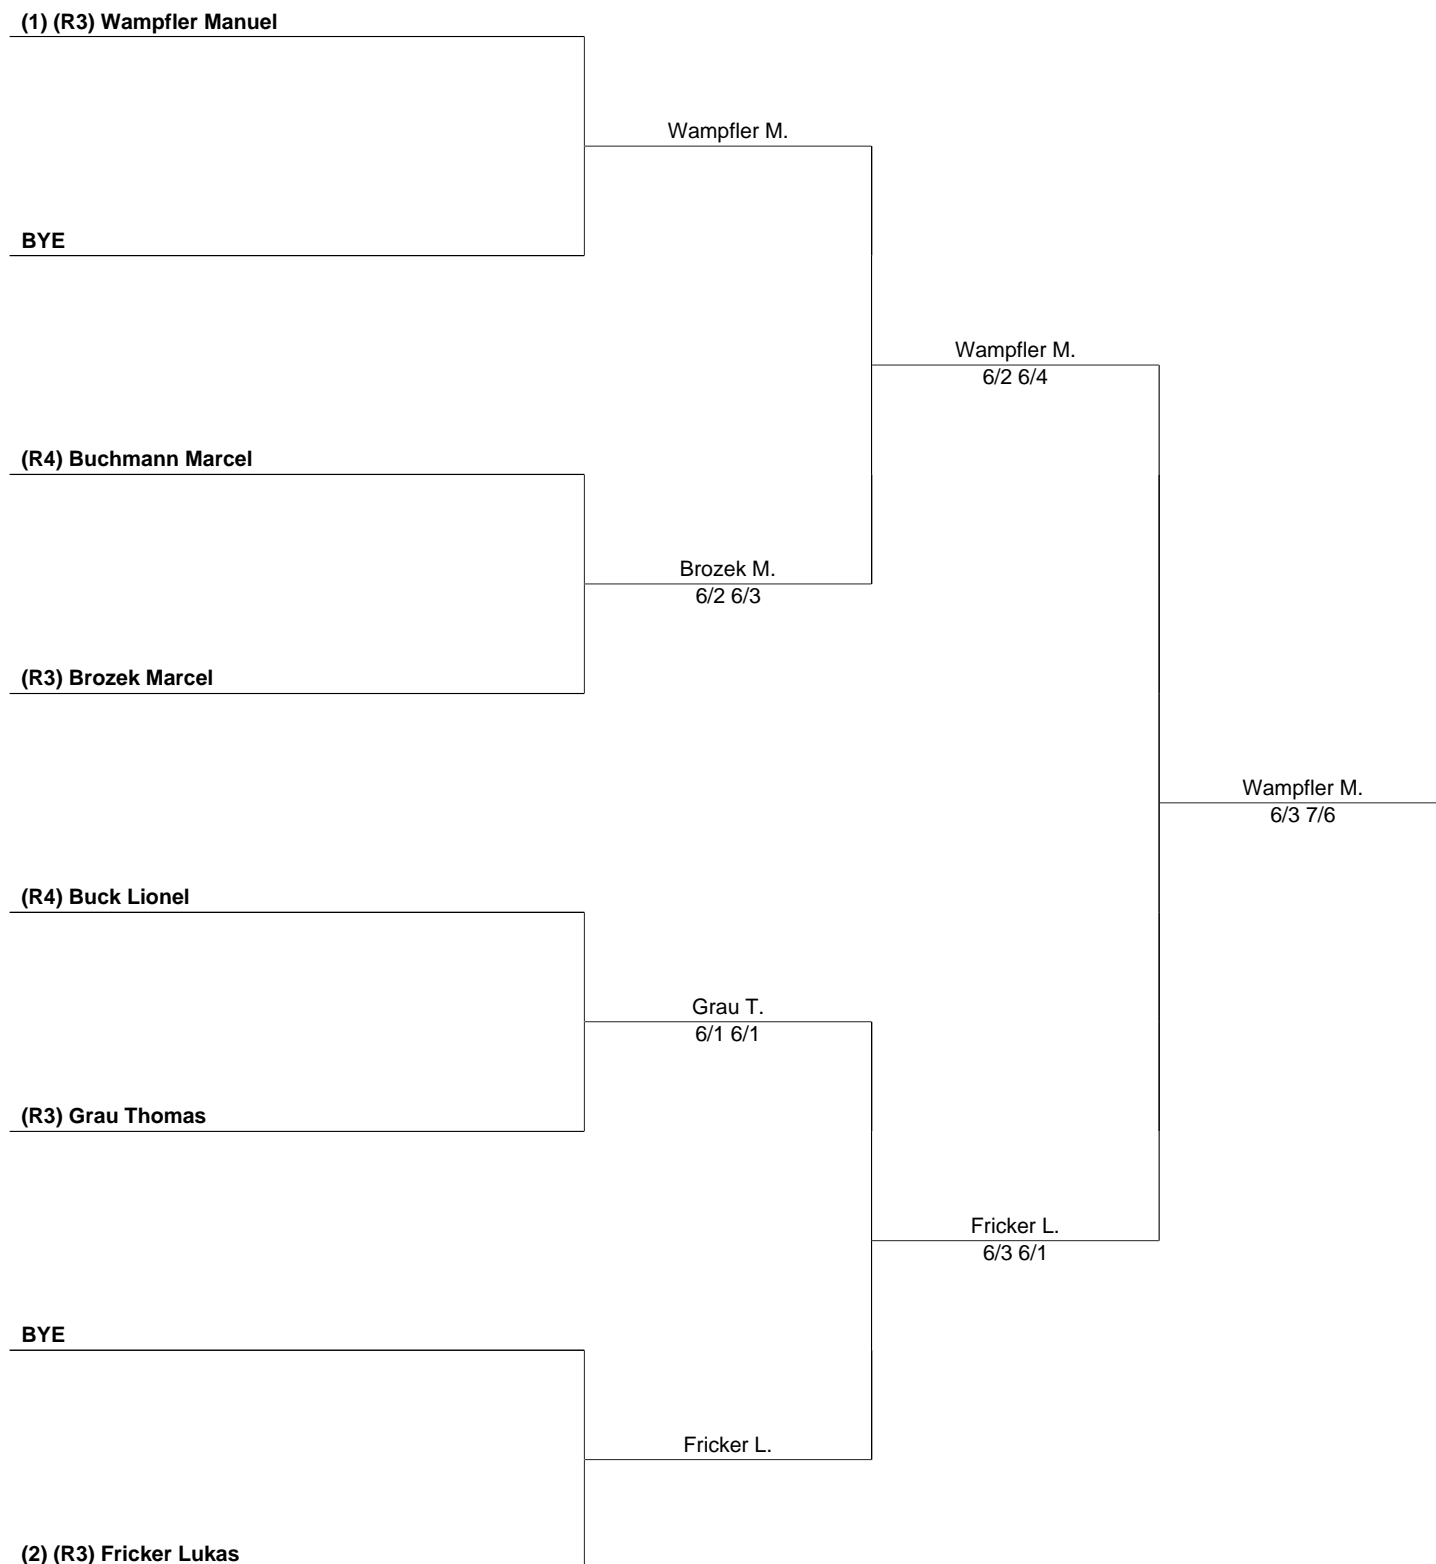 (1) (R3) Wampfler Manuel
Wampfler M.
BYE
Wampfler M.
6/2 6/4
(R4) Buchmann Marcel
Brozek M.
6/2 6/3
(R3) Brozek Marcel
Wampfler M.
6/3 7/6
(R4) Buck Lionel
Grau T.
6/1 6/1
(R3) Grau Thomas
Fricker L.
6/3 6/1
BYE
Fricker L.
(2) (R3) Fricker Lukas